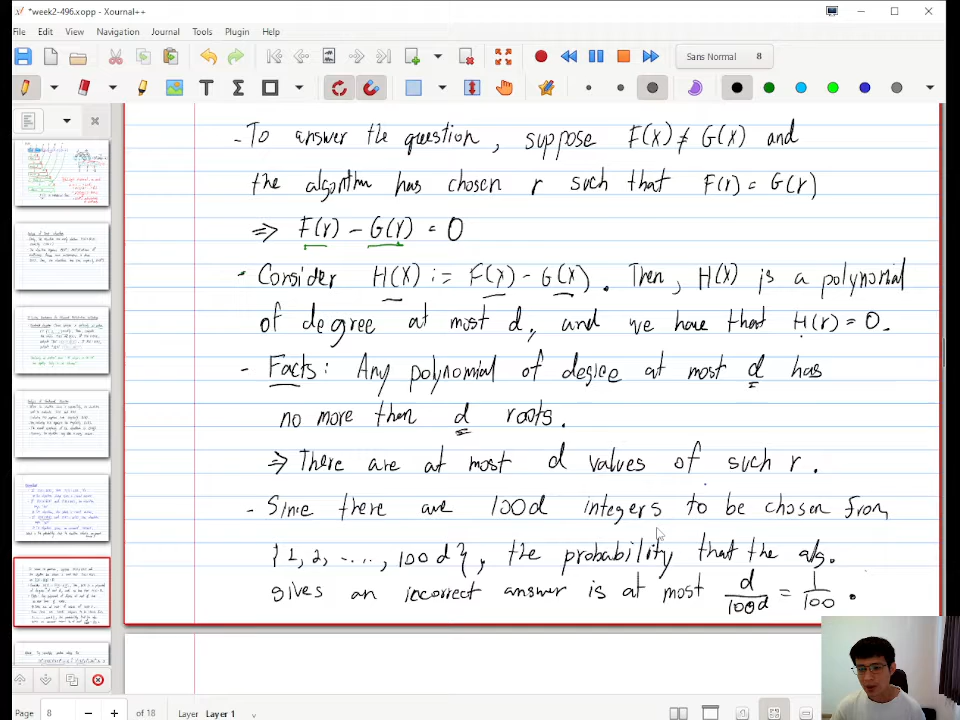 *week2-496.xopp - Xournal++
File Edit View Navigation Journal Tools Plugin Help
Sans Normal 8
- To answer the question, suppose F(X) ≠ G(X) and
the algorithm has chosen r such that F(r) = G(r)
⇒ F(r) - G(r) = 0
- Consider H(X) := F(X) - G(X). Then, H(X) is a polynomial
of degree at most d, and we have that H(r) = 0.
- Facts: Any polynomial of degree at most d has
no more than d roots.
⇒ There are at most d values of such r.
- Since there are 100d integers to be chosen from
{1, 2, ...., 100d}, the probability that the alg.
gives an incorrect answer is at most d/100d = 1/100.
Page 8 of 18 Layer Layer 1